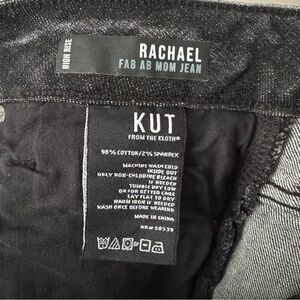 HIGH RISE
RACHAEL
FAB AB MOM JEAN
KUT
FROM THE KLOTH®
98% COTTON/2% SPANDEX
MACHINE WASH COLD
INSIDE OUT
ONLY NON-CHLORINE BLEACH
IF NEEDED
TUMBLE DRY LOW
OR FOR BETTER CARE
LAY FLAT TO DRY
WARM IRON IF NEEDED
WASH ONCE BEFORE WEARING
MADE IN CHINA
RN# 58539